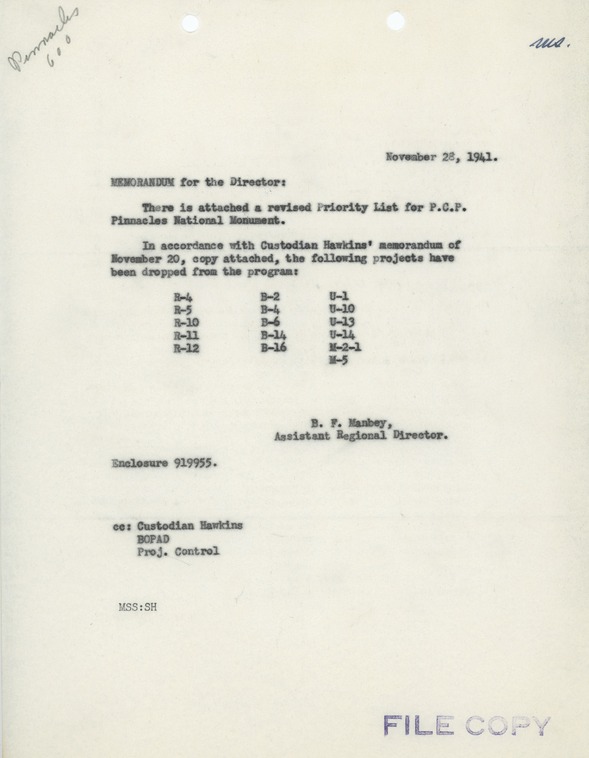 Pinnacles
600
November 28, 1941.
MEMORANDUM for the Director:
There is attached a revised Priority List for P.C.P.
Pinnacles National Monument.
In accordance with Custodian Hawkins' memorandum of
November 20, copy attached, the following projects have
been dropped from the program:
R-4 B-2 U-1
R-5 B-4 U-10
R-10 B-6 U-13
R-11 B-14 U-14
R-12 B-16 M-2-1
M-5
B. F. Manbey,
Assistant Regional Director.
Enclosure 919955.
cc: Custodian Hawkins
BOPAD
Proj. Control
MSS:SH
FILE COPY